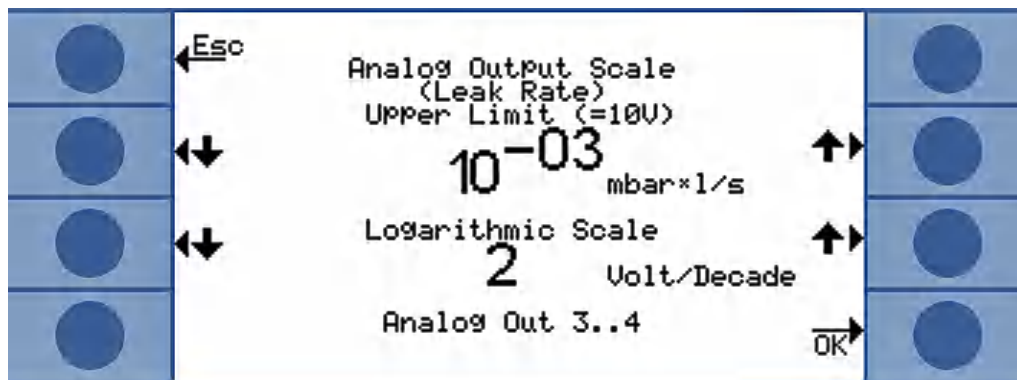 Esc
Analog Output Scale
(Leak Rate)
Upper Limit (=10V)
10⁻⁰³ mbar×l/s
Logarithmic Scale
2 Volt/Decade
Analog Out 3..4
OK